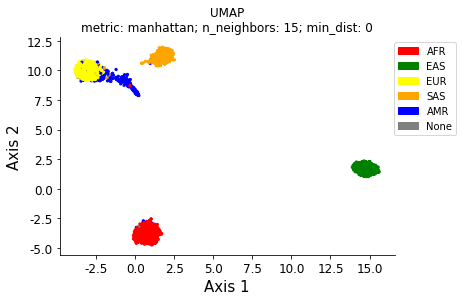 UMAP
metric: manhattan; n_neighbors: 15; min_dist: 0
12.5
10.0
7.5
5.0
2.5
0.0
-2.5
-5.0
Axis 2
-2.5 0.0 2.5 5.0 7.5 10.0 12.5 15.0
Axis 1
AFR
EAS
EUR
SAS
AMR
None